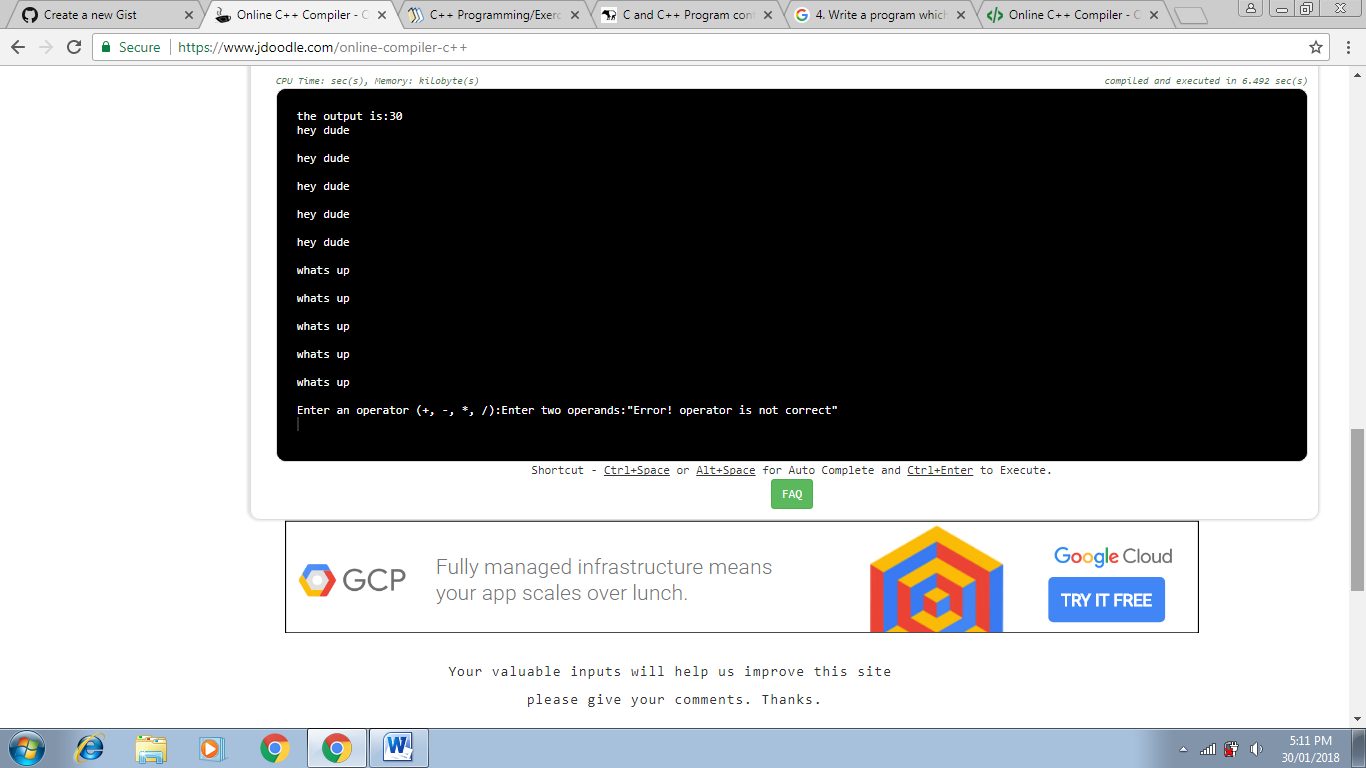 Create a new Gist
Online C++ Compiler - C
C++ Programming/Exerc
C and C++ Program cont
4. Write a program which
Online C++ Compiler - C
Secure
https://www.jdoodle.com/online-compiler-c++
CPU Time: sec(s), Memory: kilobyte(s)
compiled and executed in 6.492 sec(s)
the output is:30
hey dude
hey dude
hey dude
hey dude
hey dude
whats up
whats up
whats up
whats up
whats up
Enter an operator (+, -, *, /):Enter two operands:"Error! operator is not correct"
Shortcut - Ctrl+Space or Alt+Space for Auto Complete and Ctrl+Enter to Execute.
FAQ
GCP
Fully managed infrastructure means
your app scales over lunch.
Google Cloud
TRY IT FREE
Your valuable inputs will help us improve this site
please give your comments. Thanks.
5:11 PM
30/01/2018